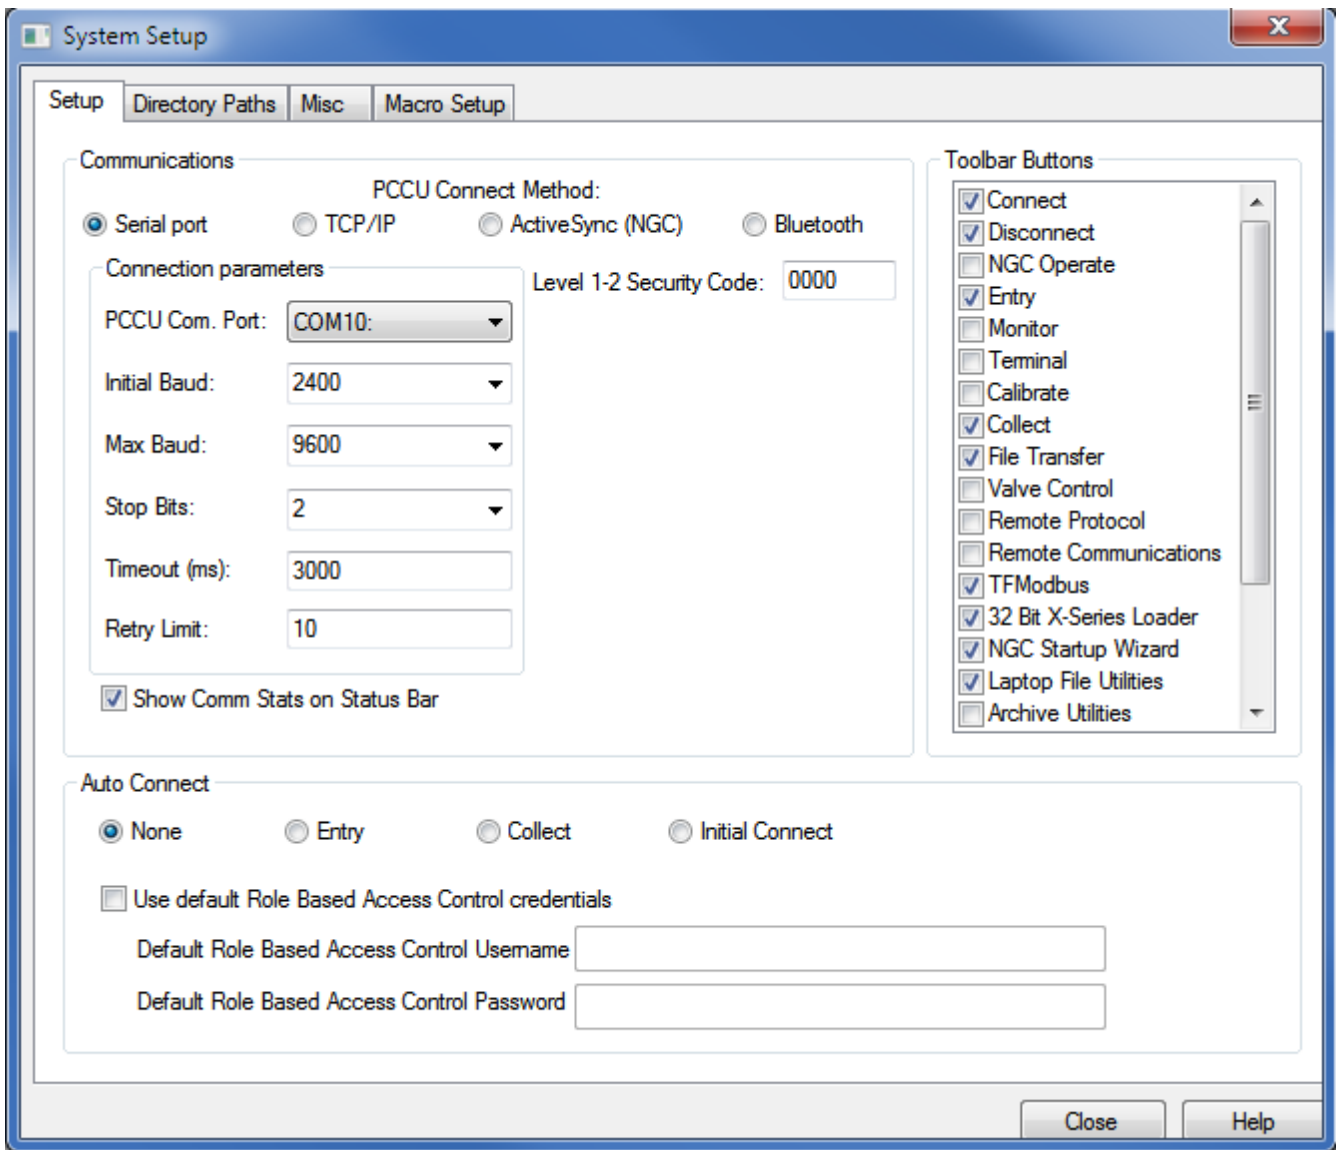 System Setup
Setup
Directory Paths
Misc
Macro Setup
Communications
PCCU Connect Method:
Serial port
TCP/IP
ActiveSync (NGC)
Bluetooth
Connection parameters
Level 1-2 Security Code: 0000
PCCU Com. Port: COM10:
Initial Baud: 2400
Max Baud: 9600
Stop Bits: 2
Timeout (ms): 3000
Retry Limit: 10
Show Comm Stats on Status Bar
Toolbar Buttons
Connect
Disconnect
NGC Operate
Entry
Monitor
Terminal
Calibrate
Collect
File Transfer
Valve Control
Remote Protocol
Remote Communications
TFModbus
32 Bit X-Series Loader
NGC Startup Wizard
Laptop File Utilities
Archive Utilities
Auto Connect
None
Entry
Collect
Initial Connect
Use default Role Based Access Control credentials
Default Role Based Access Control Username
Default Role Based Access Control Password
Close
Help